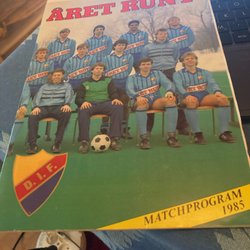 ÅRET RUNT
D. I. F.
MATCHPROGRAM
1985